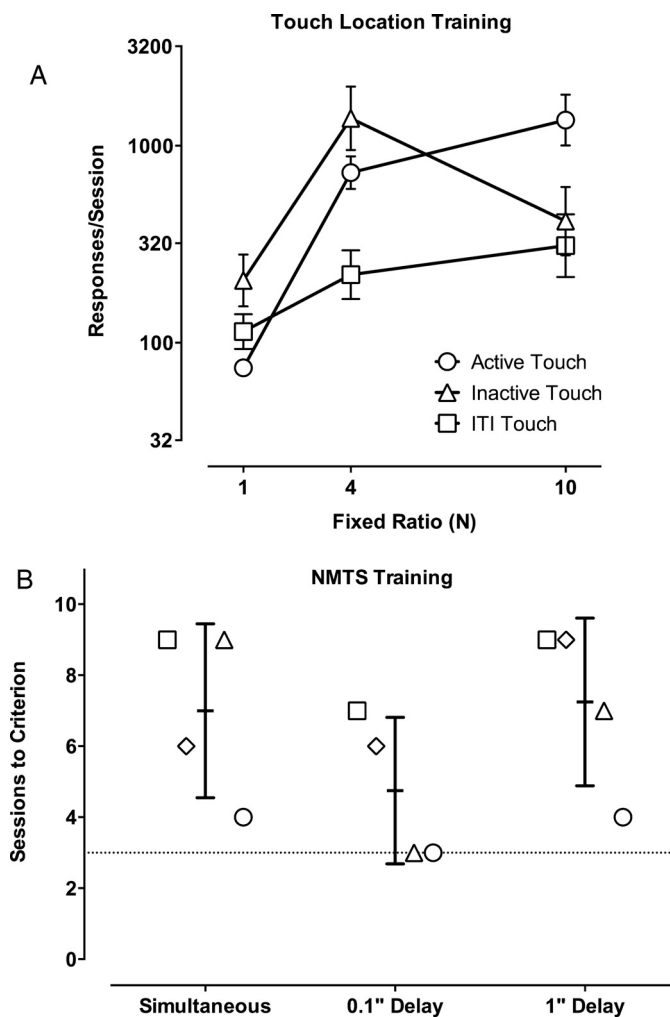 Touch Location Training
A
3200
1000
320
100
32
Responses/Session
Active Touch
Inactive Touch
ITI Touch
1 4 10
Fixed Ratio (N)
B
NMTS Training
10
8
6
4
2
0
Sessions to Criterion
Simultaneous 0.1" Delay 1" Delay